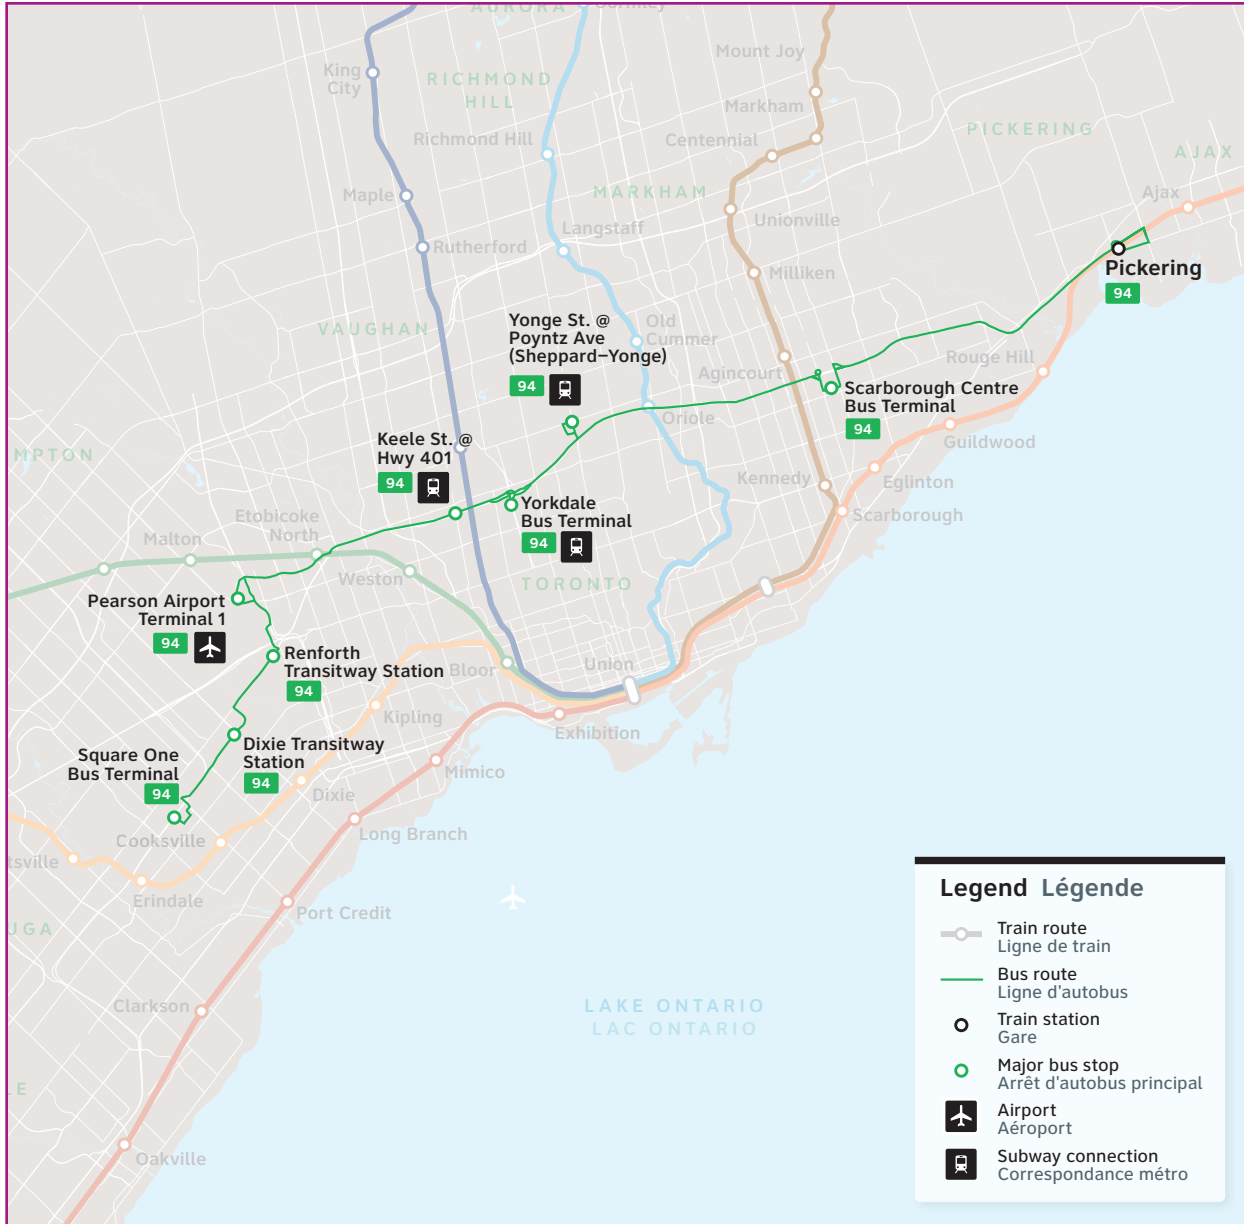 AURORA
Gormley
Mount Joy
King
City
RICHMOND
HILL
Markham
PICKERING
Richmond Hill
Centennial
AJAX
Maple
MARKHAM
Ajax
Unionville
Langstaff
Rutherford
Milliken
Pickering
94
VAUGHAN
Yonge St. @
Poyntz Ave
(Sheppard–Yonge)
94
Old
Cummer
Agincourt
Rouge Hill
Scarborough Centre
Bus Terminal
94
Oriole
Guildwood
Keele St. @
Hwy 401
94
MPTON
Kennedy
Eglinton
Scarborough
Yorkdale
Bus Terminal
94
Etobicoke
North
Malton
Weston
TORONTO
Pearson Airport
Terminal 1
94
Renforth
Transitway Station
94
Bloor
Union
Kipling
Exhibition
Dixie Transitway
Station
94
Square One
Bus Terminal
94
Mimico
Dixie
Cooksville
Long Branch
tsville
Erindale
Port Credit
UGA
Clarkson
LAKE ONTARIO
LAC ONTARIO
LE
Oakville
Legend Légende
Train route
Ligne de train
Bus route
Ligne d'autobus
Train station
Gare
Major bus stop
Arrêt d'autobus principal
Airport
Aéroport
Subway connection
Correspondance métro